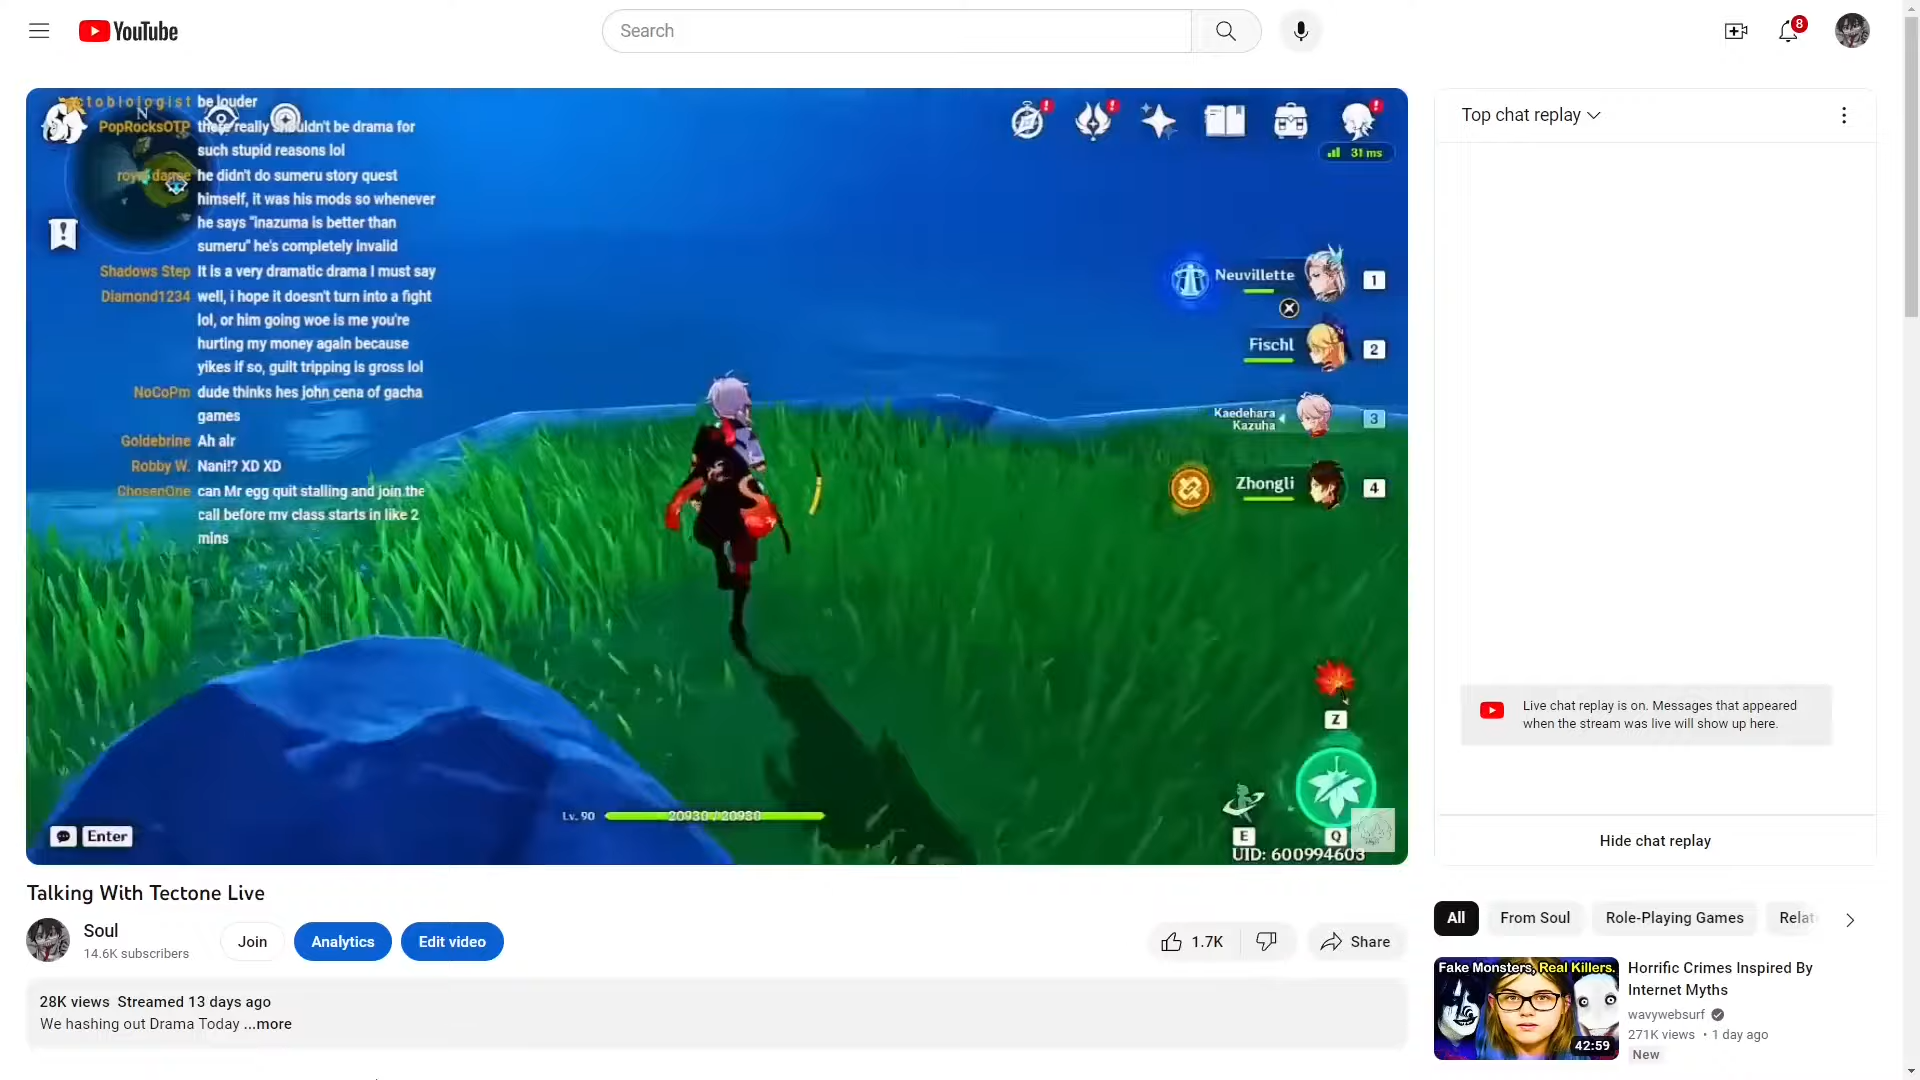 YouTube
Search
8
be louder
PopRocksOTP there really shouldn't be drama for
such stupid reasons lol
royal danse he didn't do sumeru story quest
himself, it was his mods so whenever
he says "inazuma is better than
sumeru" he's completely invalid
Shadows Step It is a very dramatic drama I must say
Diamond1234 well, i hope it doesn't turn into a fight
lol, or him going woe is me you're
hurting my money again because
yikes if so, guilt tripping is gross lol
NoCoPm dude thinks hes john cena of gacha
games
Goldebrine Ah alr
Robby W. Nani!? XD XD
ChosenOne can Mr egg quit stalling and join the
call before my class starts in like 2
mins
N
31 ms
Neuvillette 1
Fischl 2
Kaedehara
Kazuha 3
Zhongli 4
Z
E
Q
Lv. 90 20930 / 20980
Enter
UID: 600994603
Top chat replay
Live chat replay is on. Messages that appeared
when the stream was live will show up here.
Hide chat replay
Talking With Tectone Live
Soul
14.6K subscribers
Join
Analytics
Edit video
1.7K
Share
28K views Streamed 13 days ago
We hashing out Drama Today ...more
All
From Soul
Role-Playing Games
Relat
Fake Monsters, Real Killers.
42:59
Horrific Crimes Inspired By
Internet Myths
wavywebsurf
271K views • 1 day ago
New